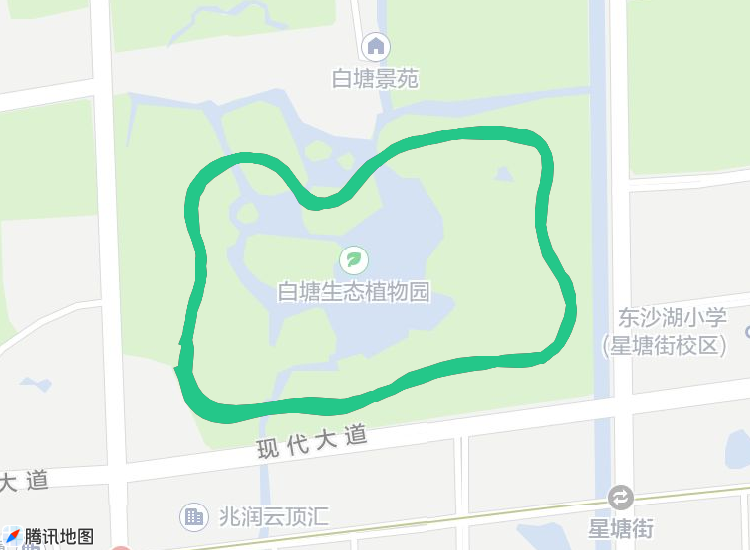 白塘景苑
白塘生态植物园
东沙湖小学
(星塘街校区)
现代大道
大道
兆润云顶汇
星塘街
腾讯地图